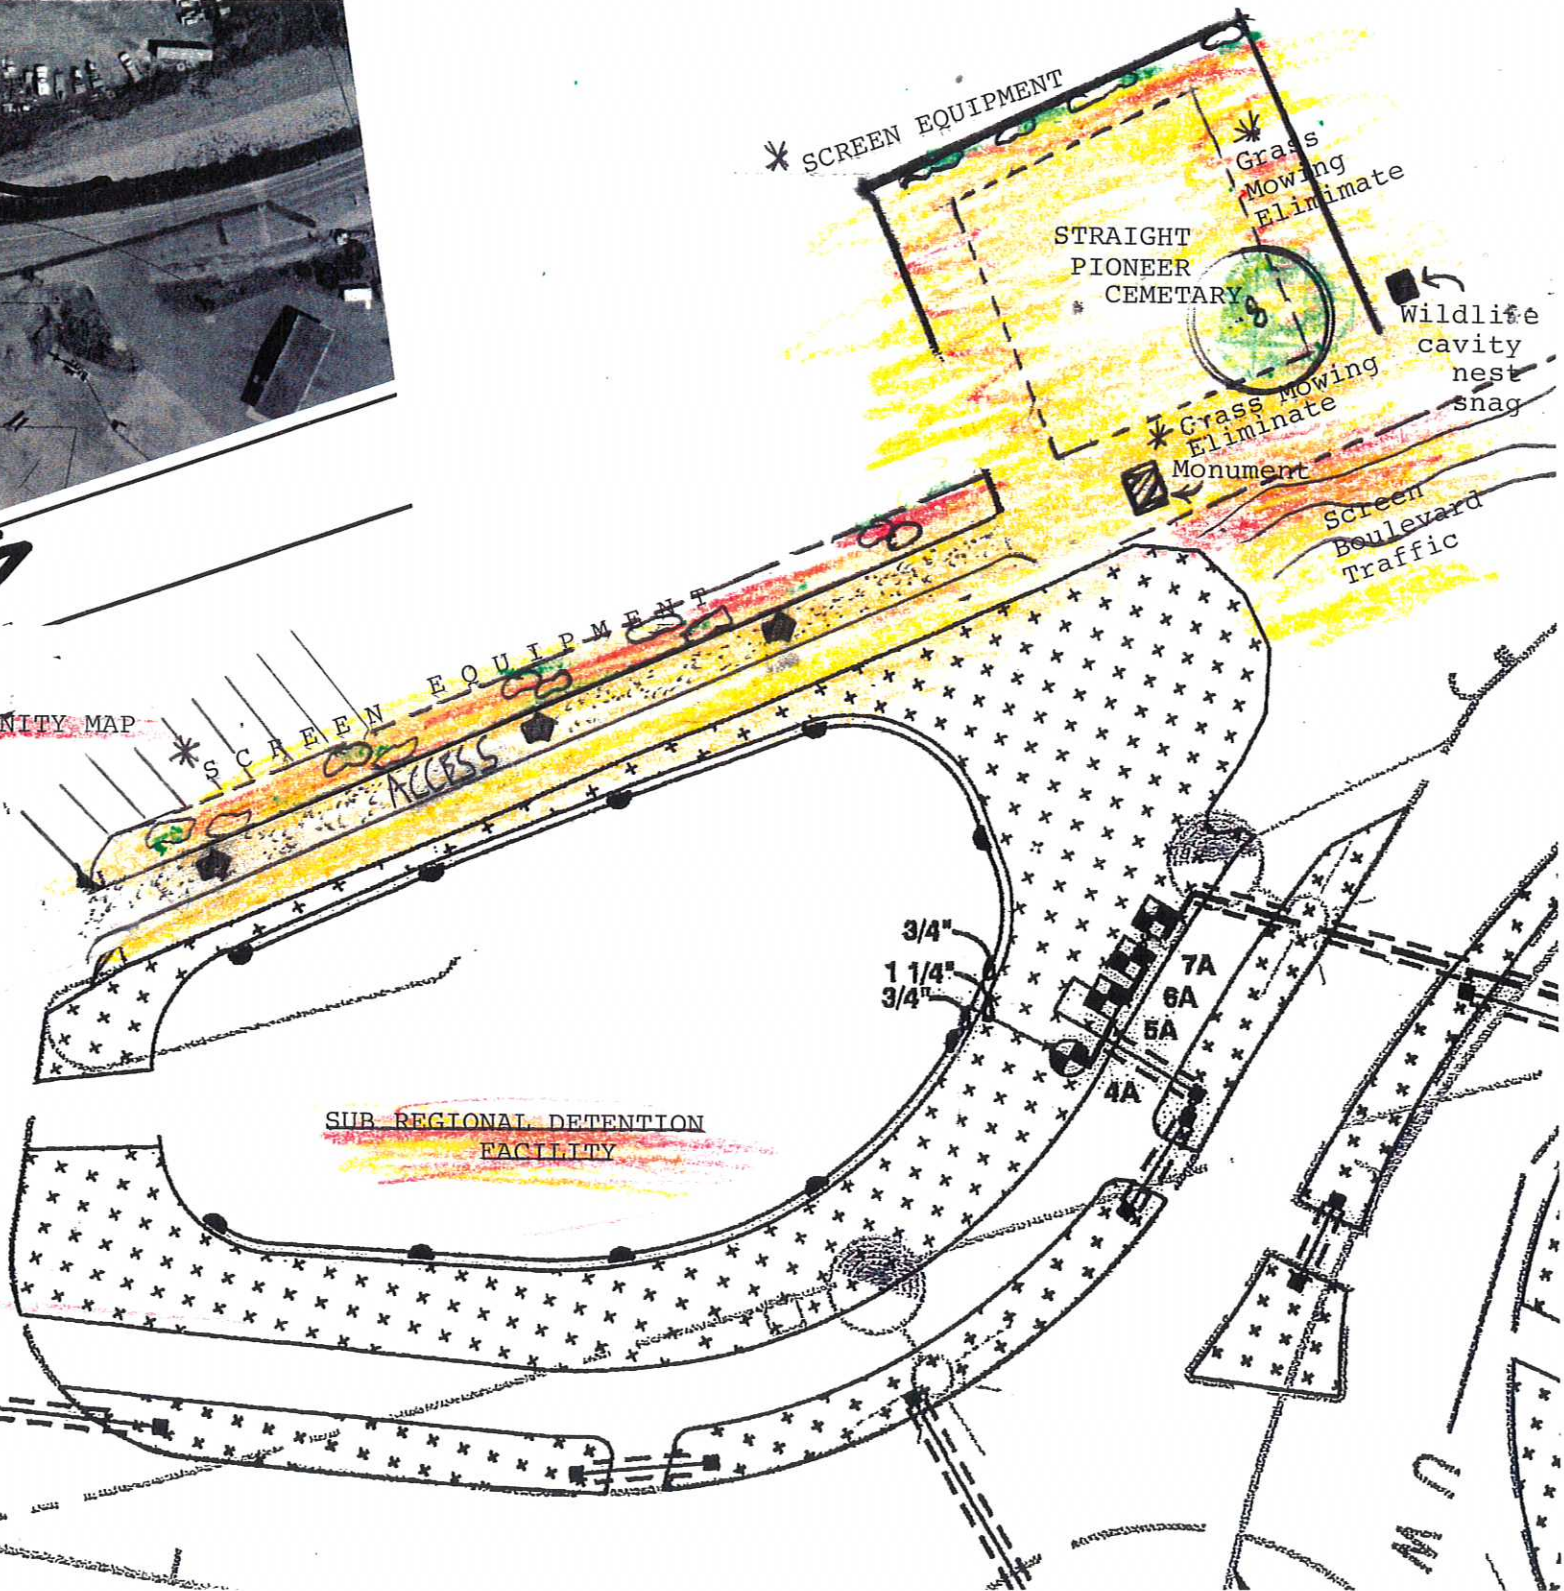 * SCREEN EQUIPMENT
*
Grass
Mowing
Elimimate
STRAIGHT
PIONEER
CEMETARY
8
Wildlife
cavity
nest
snag
* Grass Mowing
Eliminate
Monument
Screen
Boulevard
Traffic
NITY MAP
* SCREEN EQUIPMENT
ACCESS
3/4"
1 1/4"
3/4"
7A
6A
5A
4A
SUB REGIONAL DETENTION
FACILITY